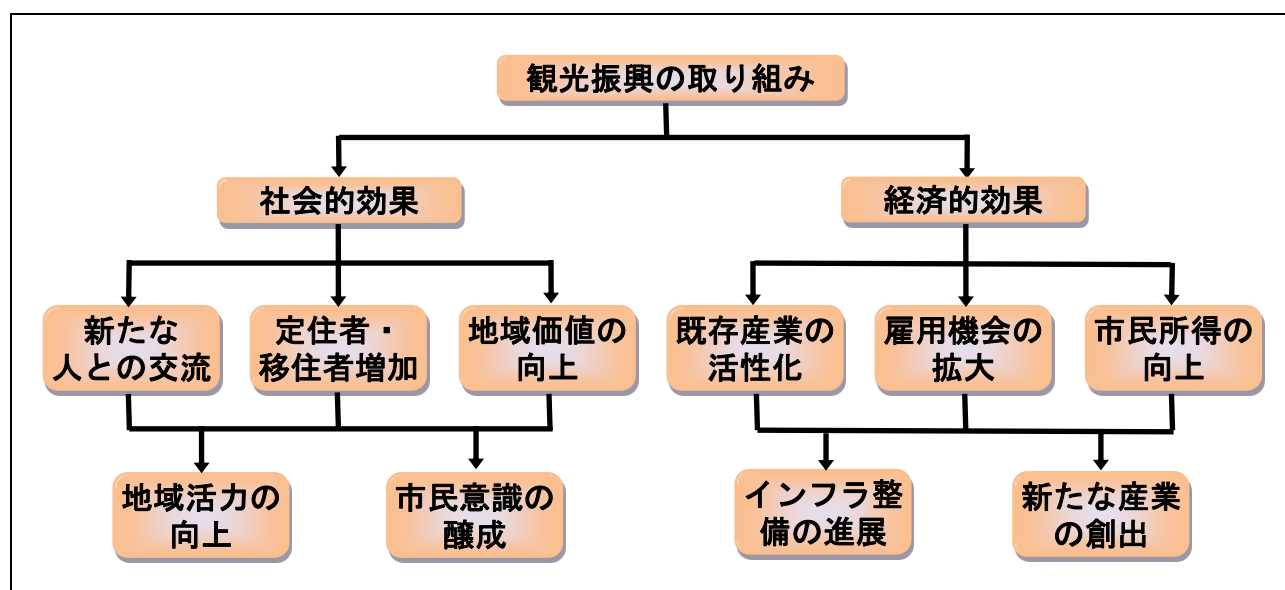 観光振興の取り組み
社会的効果
経済的効果
新たな
人との交流
定住者・
移住者増加
地域価値の
向上
既存産業の
活性化
雇用機会の
拡大
市民所得の
向上
地域活力の
向上
市民意識の
醸成
インフラ整
備の進展
新たな産業
の創出